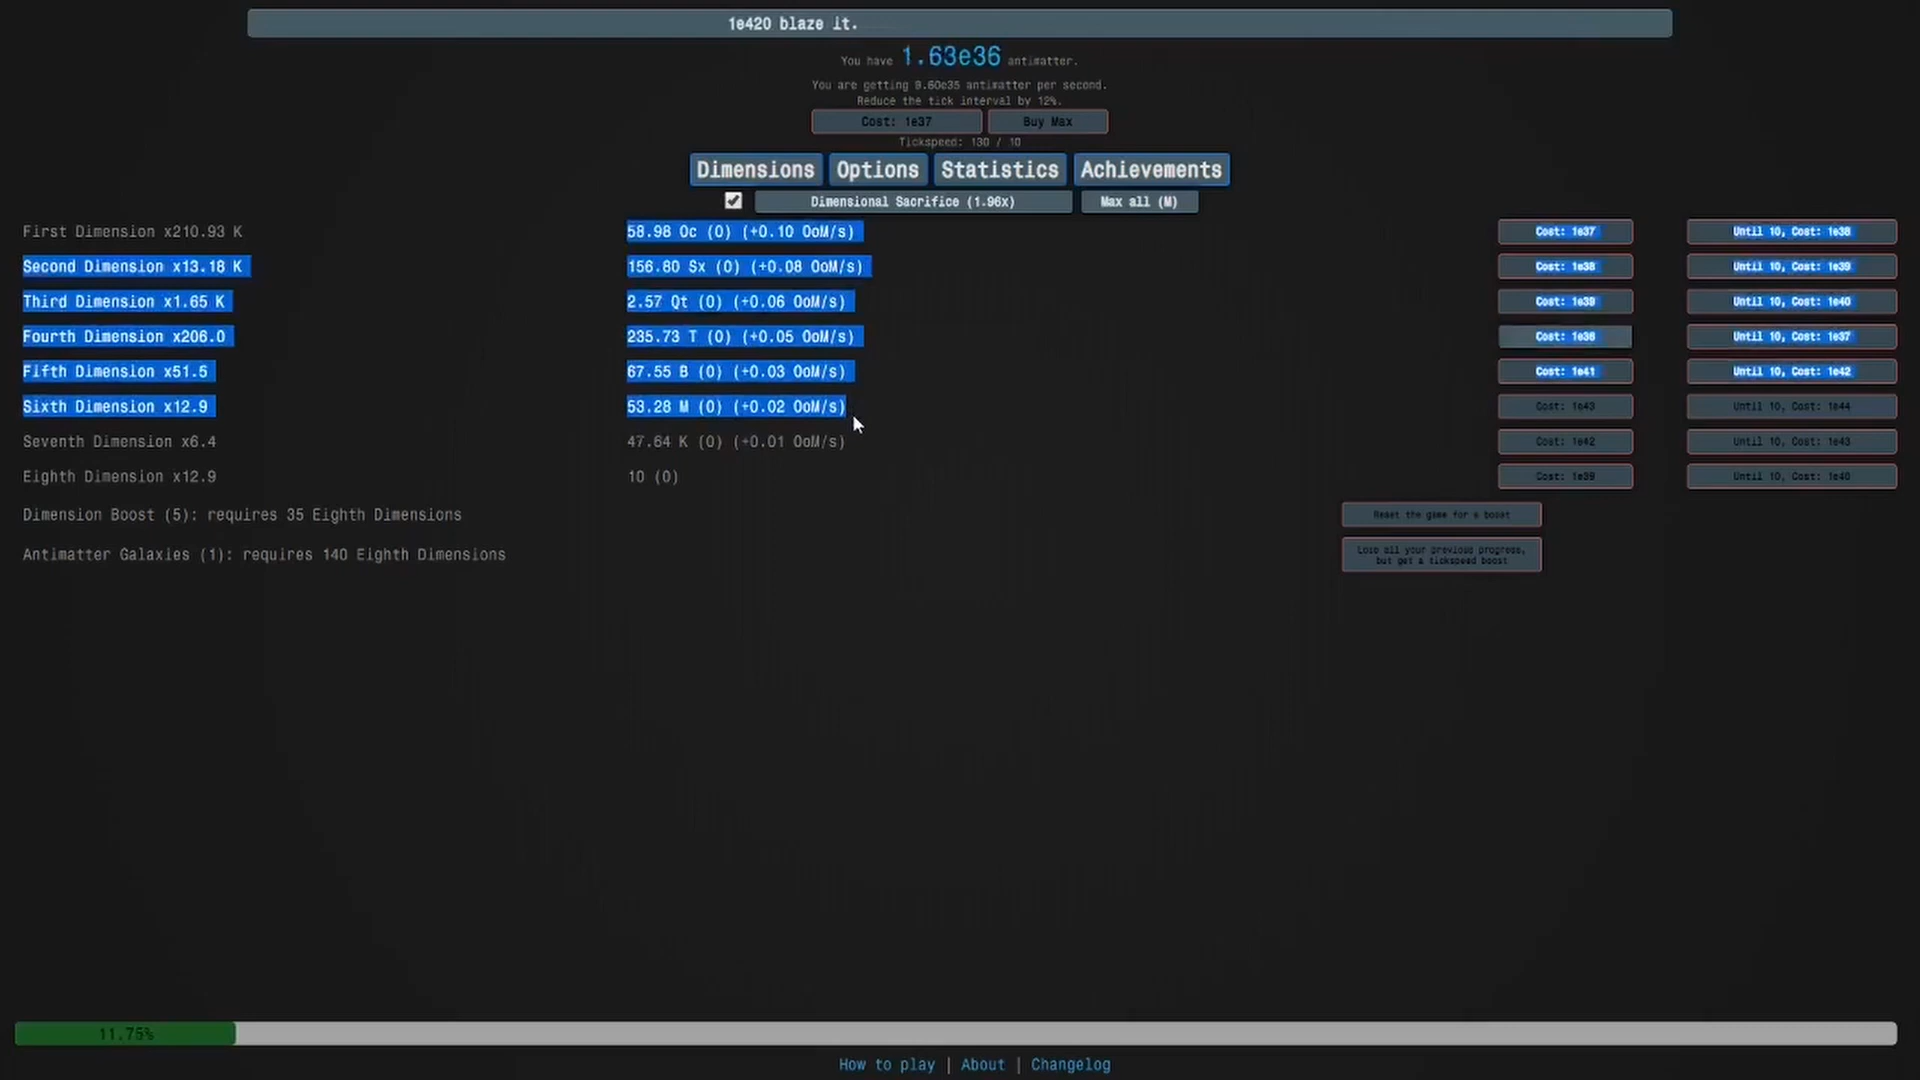 1e420 blaze it.
You have 1.63e36 antimatter.
You are getting 9.60e35 antimatter per second.
Reduce the tick interval by 12%.
Cost: 1e37 Buy Max
Tickspeed: 130 / 10
Dimensions Options Statistics Achievements
Dimensional Sacrifice (1.96x) Max all (M)
First Dimension x210.93 K 58.98 Oc (0) (+0.10 OoM/s) Cost: 1e37 Until 10, Cost: 1e38
Second Dimension x13.18 K 156.80 Sx (0) (+0.08 OoM/s) Cost: 1e38 Until 10, Cost: 1e39
Third Dimension x1.65 K 2.57 Qt (0) (+0.06 OoM/s) Cost: 1e39 Until 10, Cost: 1e40
Fourth Dimension x206.0 235.73 T (0) (+0.05 OoM/s) Cost: 1e36 Until 10, Cost: 1e37
Fifth Dimension x51.5 67.55 B (0) (+0.03 OoM/s) Cost: 1e41 Until 10, Cost: 1e42
Sixth Dimension x12.9 53.28 M (0) (+0.02 OoM/s) Cost: 1e43 Until 10, Cost: 1e44
Seventh Dimension x6.4 47.64 K (0) (+0.01 OoM/s) Cost: 1e42 Until 10, Cost: 1e43
Eighth Dimension x12.9 10 (0) Cost: 1e39 Until 10, Cost: 1e40
Dimension Boost (5): requires 35 Eighth Dimensions Reset the game for a boost
Antimatter Galaxies (1): requires 140 Eighth Dimensions Lose all your previous progress,
but get a tickspeed boost
11.75%
How to play | About | Changelog